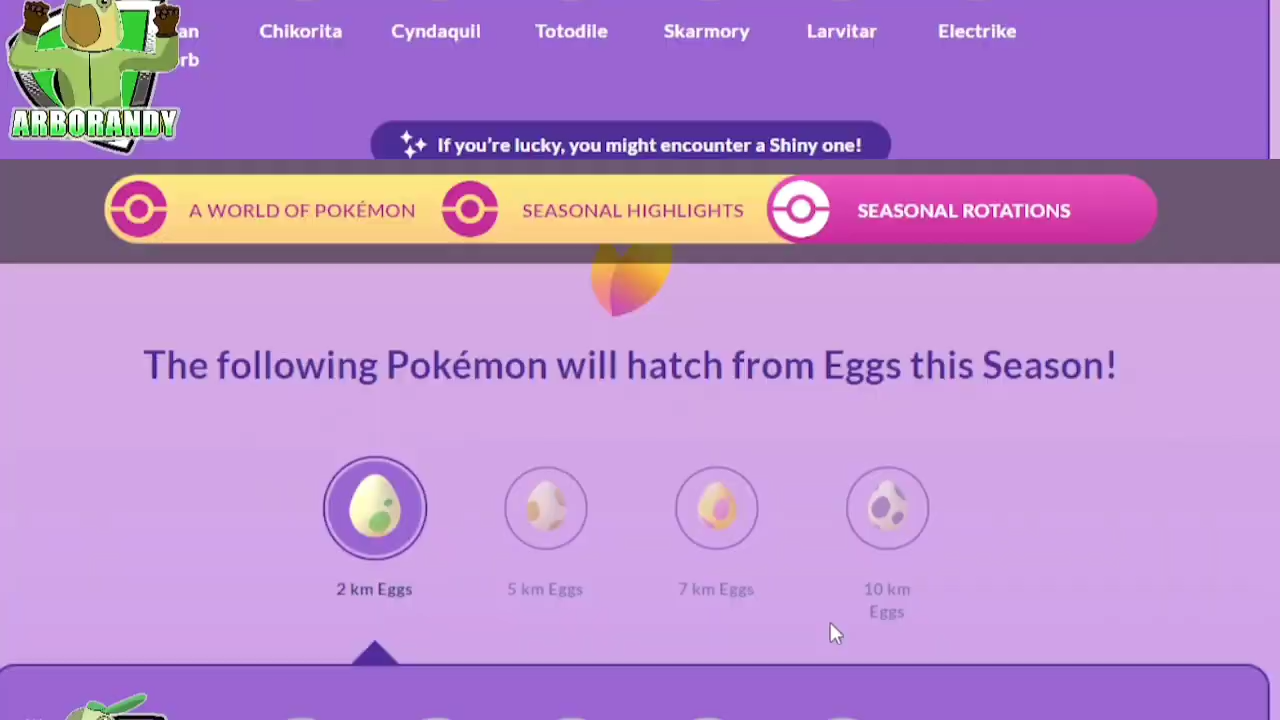 Chikorita Cyndaquil Totodile Skarmory Larvitar Electrike
ARBORANDY
If you're lucky, you might encounter a Shiny one!
A WORLD OF POKÉMON SEASONAL HIGHLIGHTS SEASONAL ROTATIONS
The following Pokémon will hatch from Eggs this Season!
2 km Eggs 5 km Eggs 7 km Eggs 10 km
Eggs